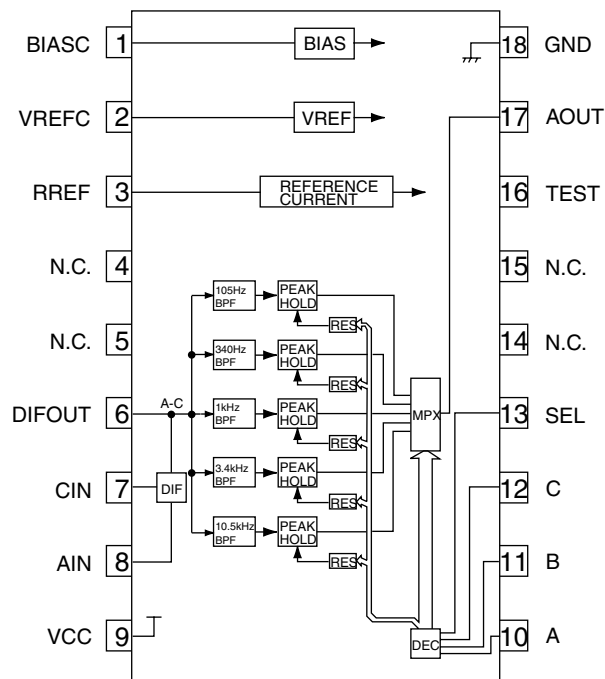 BIASC 1 BIAS 18 GND
VREFC 2 VREF 17 AOUT
RREF 3 REFERENCE CURRENT 16 TEST
N.C. 4 15 N.C.
105Hz BPF PEAK HOLD
RES
N.C. 5 14 N.C.
340Hz BPF PEAK HOLD
RES
DIFOUT 6 A-C 1kHz BPF PEAK HOLD MPX 13 SEL
RES
CIN 7 DIF 3.4kHz BPF PEAK HOLD 12 C
RES
AIN 8 10.5kHz BPF PEAK HOLD 11 B
RES
VCC 9 DEC 10 A